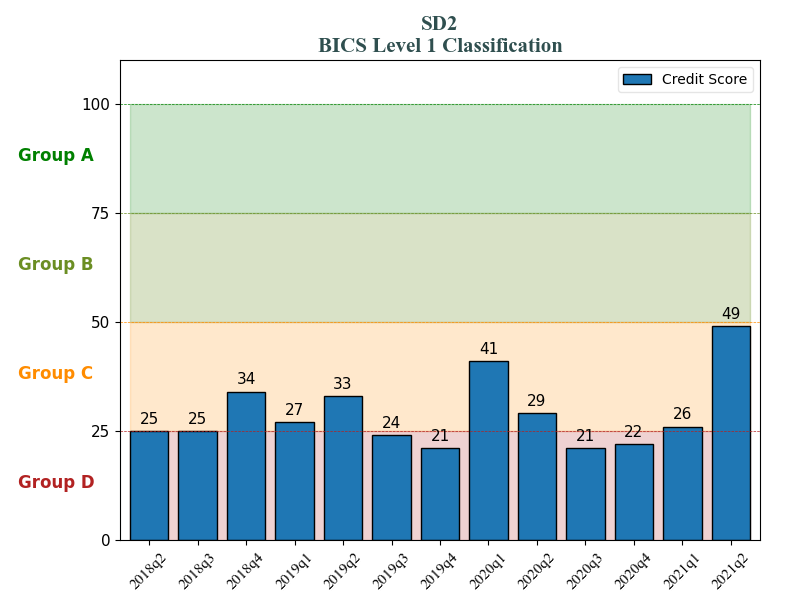 SD2
BICS Level 1 Classification
Credit Score
100
Group A
75
Group B
50
49
41
Group C
34
33
29
27
26
25
25
24
22
21
21
25
Group D
0
2018q2
2018q3
2018q4
2019q1
2019q2
2019q3
2019q4
2020q1
2020q2
2020q3
2020q4
2021q1
2021q2